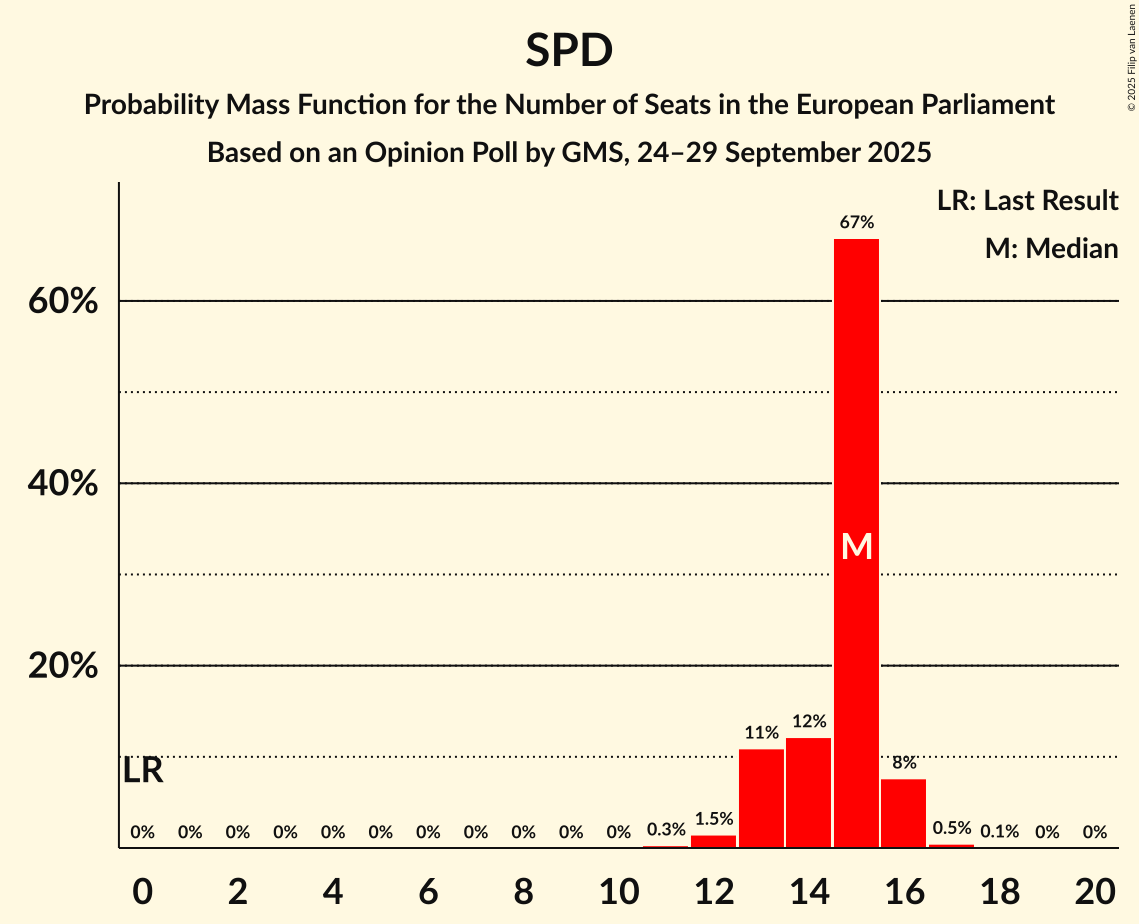 SPD
Probability Mass Function for the Number of Seats in the European Parliament
Based on an Opinion Poll by GMS, 24–29 September 2025
© 2025 Filip van Laenen
LR: Last Result
M: Median
67%
60%
40%
M
20%
12%
11%
8%
LR
0% 0% 0% 0% 0% 0% 0% 0% 0% 0% 0% 0.3% 1.5% 0.5% 0.1% 0% 0%
0 2 4 6 8 10 12 14 16 18 20